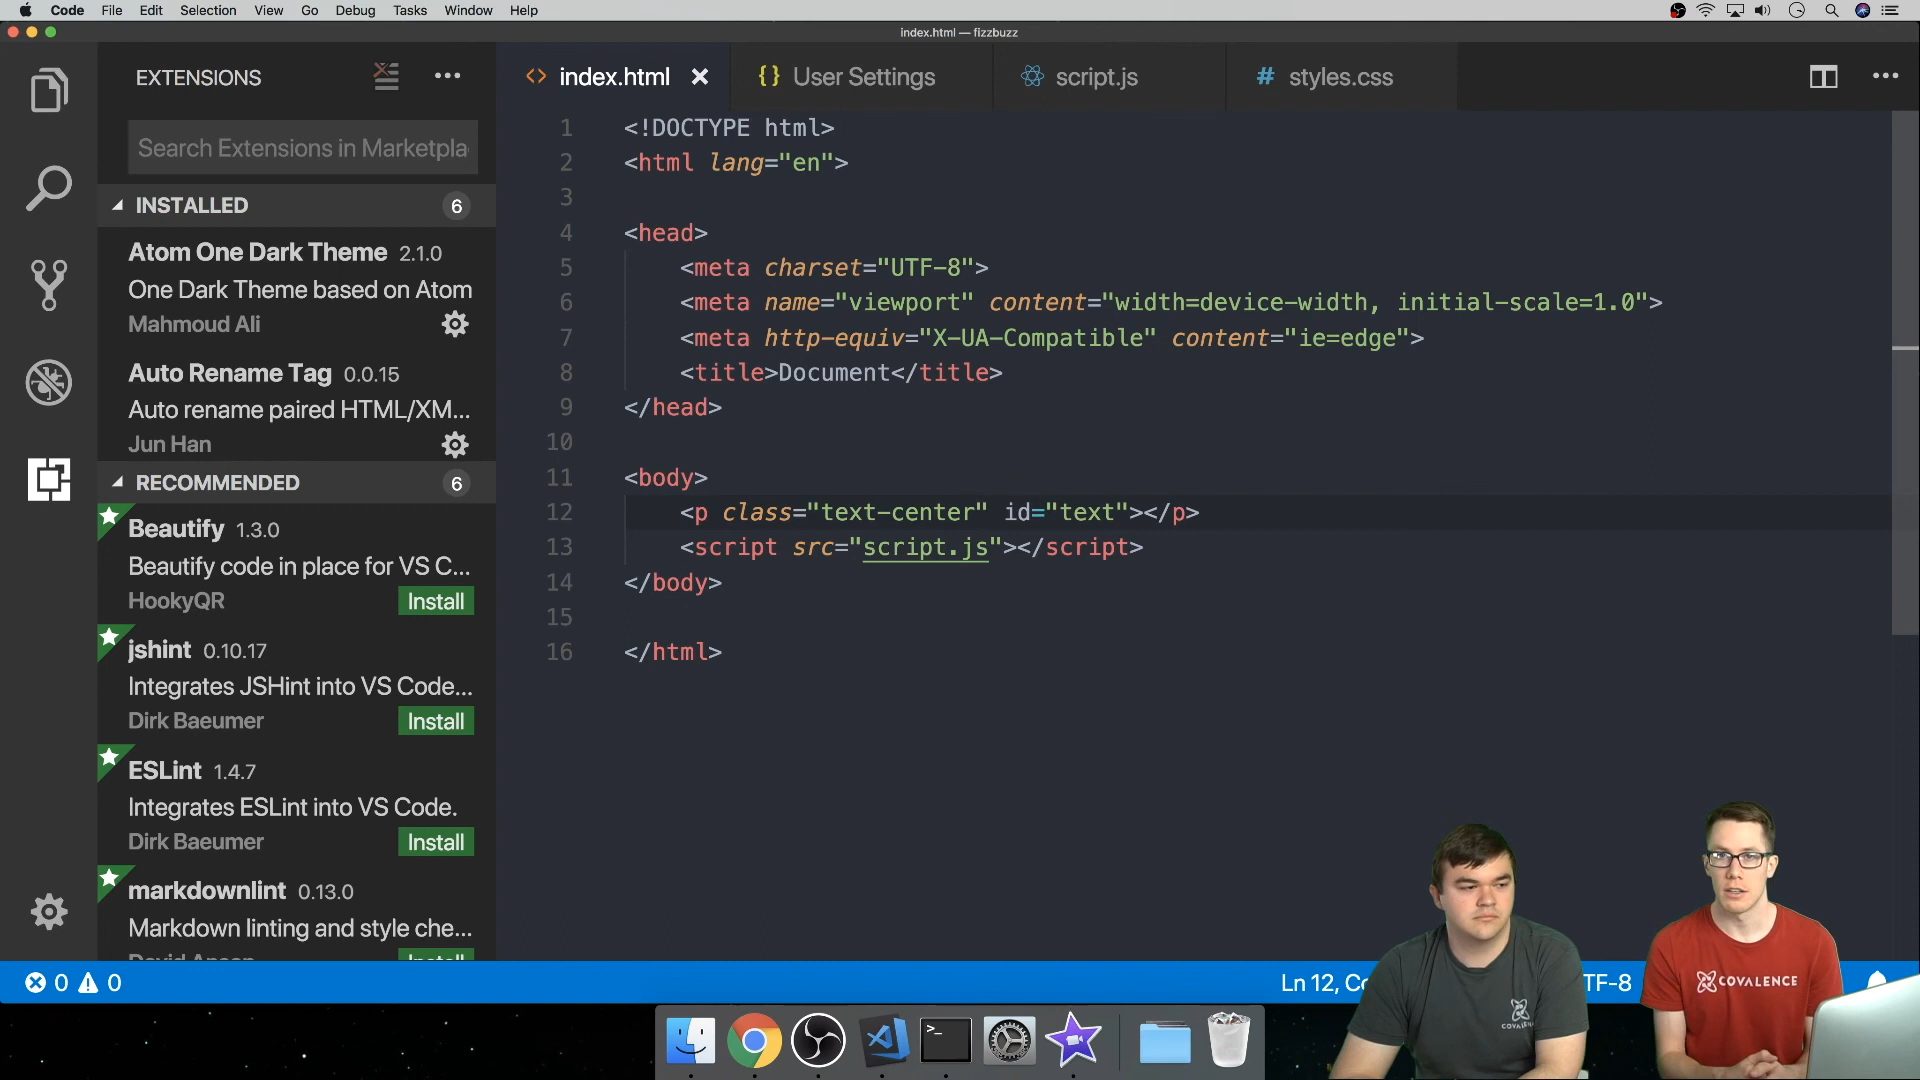 Code File Edit Selection View Go Debug Tasks Window Help
index.html — fizzbuzz
EXTENSIONS
Search Extensions in Marketpla
INSTALLED 6
Atom One Dark Theme 2.1.0
One Dark Theme based on Atom
Mahmoud Ali
Auto Rename Tag 0.0.15
Auto rename paired HTML/XM...
Jun Han
RECOMMENDED 6
Beautify 1.3.0
Beautify code in place for VS C...
HookyQR Install
jshint 0.10.17
Integrates JSHint into VS Code...
Dirk Baeumer Install
ESLint 1.4.7
Integrates ESLint into VS Code.
Dirk Baeumer Install
markdownlint 0.13.0
Markdown linting and style che...
index.html User Settings script.js styles.css
1 <!DOCTYPE html>
2 <html lang="en">
3
4 <head>
5 <meta charset="UTF-8">
6 <meta name="viewport" content="width=device-width, initial-scale=1.0">
7 <meta http-equiv="X-UA-Compatible" content="ie=edge">
8 <title>Document</title>
9 </head>
10
11 <body>
12 <p class="text-center" id="text"></p>
13 <script src="script.js"></script>
14 </body>
15
16 </html>
0 0
Ln 12, Co TF-8
COVALENCE